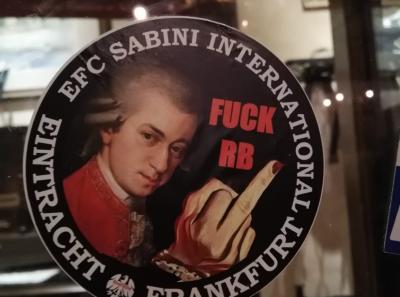 EFC SABINI INTERNATIONAL
FUCK
RB
EINTRACHT FRANKFURT